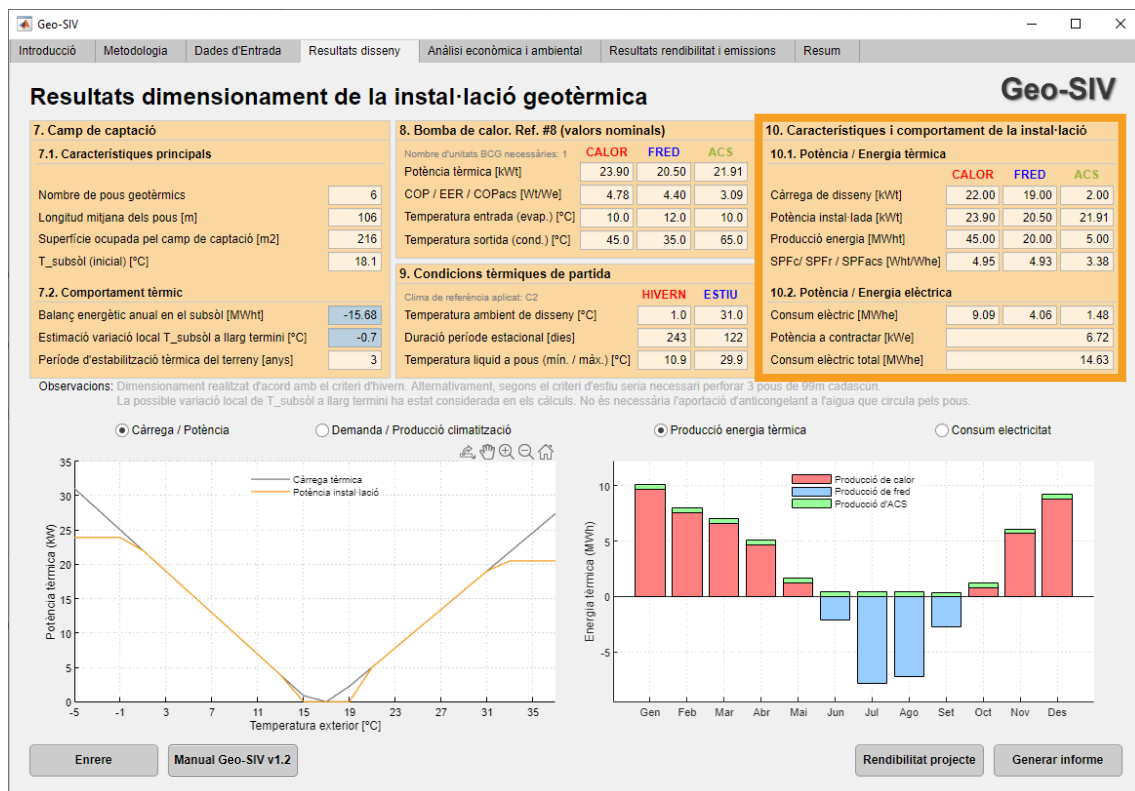 Geo-SIV
Introducció Metodologia Dades d'Entrada Resultats disseny Anàlisi econòmica i ambiental Resultats rendibilitat i emissions Resum
Resultats dimensionament de la instal·lació geotèrmica
Geo-SIV
7. Camp de captació
7.1. Característiques principals
Nombre de pous geotèrmics 6
Longitud mitjana dels pous [m] 106
Superfície ocupada pel camp de captació [m2] 216
T_subsòl (inicial) [ºC] 18.1
7.2. Comportament tèrmic
Balanç energètic anual en el subsòl [MWht] -15.68
Estimació variació local T_subsòl a llarg termini [ºC] -0.7
Període d'estabilització tèrmica del terreny [anys] 3
8. Bomba de calor. Ref. #8 (valors nominals)
Nombre d'unitats BCG necessàries: 1 CALOR FRED ACS
Potència tèrmica [kWt] 23.90 20.50 21.91
COP / EER / COPacs [Wt/We] 4.78 4.40 3.09
Temperatura entrada (evap.) [ºC] 10.0 12.0 10.0
Temperatura sortida (cond.) [ºC] 45.0 35.0 65.0
9. Condicions tèrmiques de partida
Clima de referència aplicat: C2 HIVERN ESTIU
Temperatura ambient de disseny [ºC] 1.0 31.0
Duració període estacional [dies] 243 122
Temperatura liquid a pous (mín. / màx.) [ºC] 10.9 29.9
10. Característiques i comportament de la instal·lació
10.1. Potència / Energia tèrmica
CALOR FRED ACS
Càrrega de disseny [kWt] 22.00 19.00 2.00
Potència instal·lada [kWt] 23.90 20.50 21.91
Producció energia [MWht] 45.00 20.00 5.00
SPFc/ SPFr / SPFacs [Wht/Whe] 4.95 4.93 3.38
10.2. Potència / Energia elèctrica
Consum elèctric [MWhe] 9.09 4.06 1.48
Potència a contractar [kWe] 6.72
Consum elèctric total [MWhe] 14.63
Observacions: Dimensionament realitzat d'acord amb el criteri d'hivern. Alternativament, segons el criteri d'estiu seria necessari perforar 3 pous de 99m cadascun.
La possible variació local de T_subsòl a llarg termini ha estat considerada en els càlculs. No és necessària l'aportació d'anticongelant a l'aigua que circula pels pous.
Càrrega / Potència Demanda / Producció climatització
Producció energia tèrmica Consum electricitat
Potència tèrmica (kW)
35
30
25
20
15
10
5
0
Càrrega tèrmica
Potència instal·lació
-5 -1 3 7 11 15 19 23 27 31 35
Temperatura exterior [ºC]
Energia tèrmica (MWh)
10
5
0
-5
Producció de calor
Producció de fred
Producció d'ACS
Gen Feb Mar Abr Mai Jun Jul Ago Set Oct Nov Des
Enrere Manual Geo-SIV v1.2 Rendibilitat projecte Generar informe